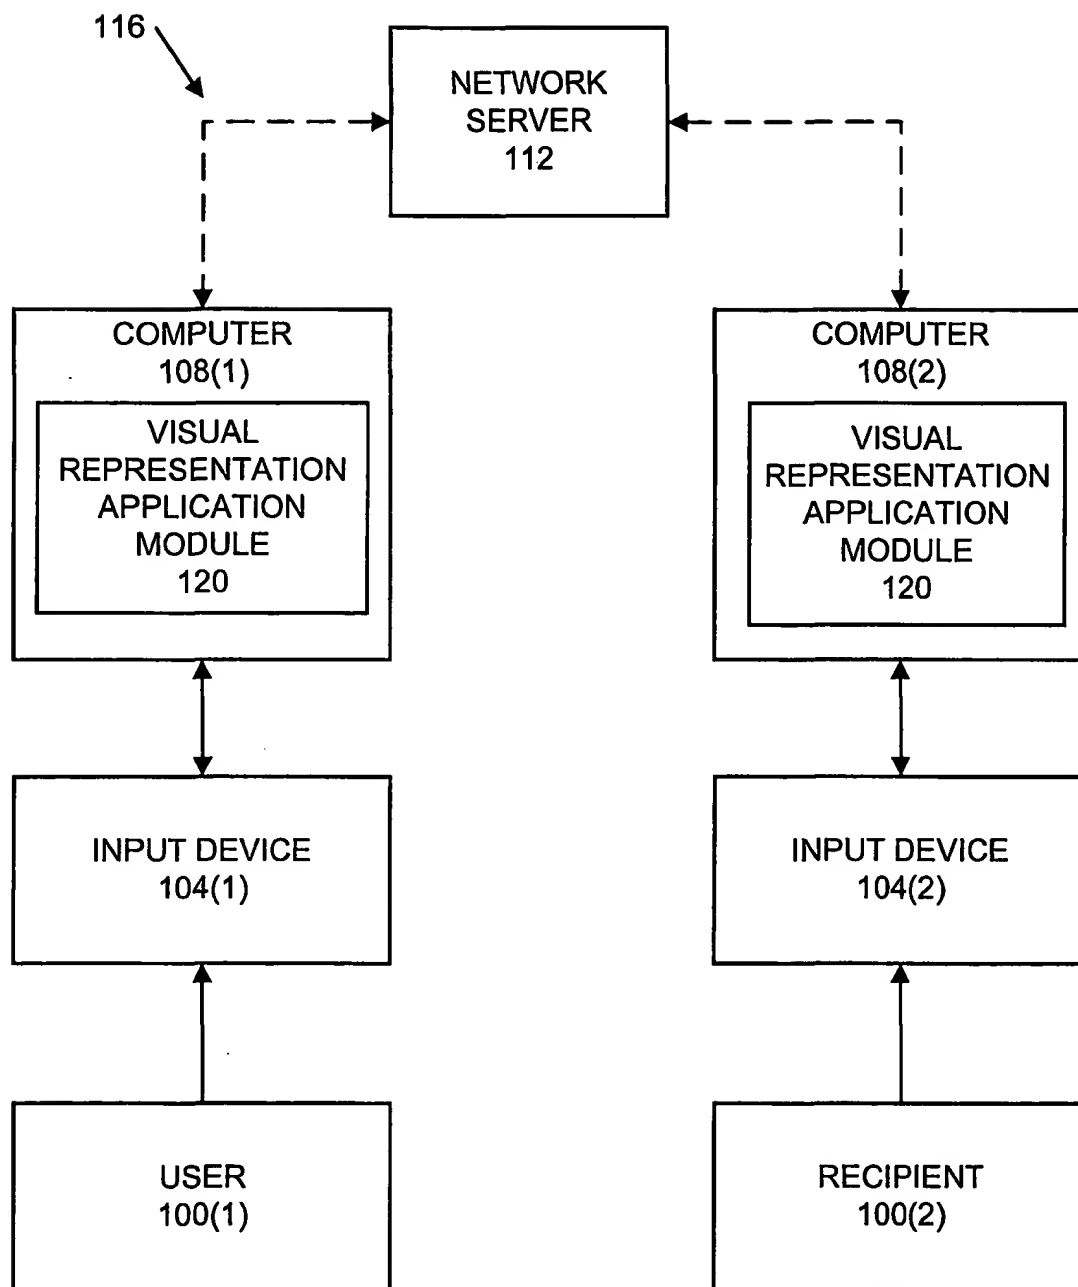 116
NETWORK
SERVER
112
COMPUTER
108(1)
VISUAL
REPRESENTATION
APPLICATION
MODULE
120
COMPUTER
108(2)
VISUAL
REPRESENTATION
APPLICATION
MODULE
120
INPUT DEVICE
104(1)
INPUT DEVICE
104(2)
USER
100(1)
RECIPIENT
100(2)